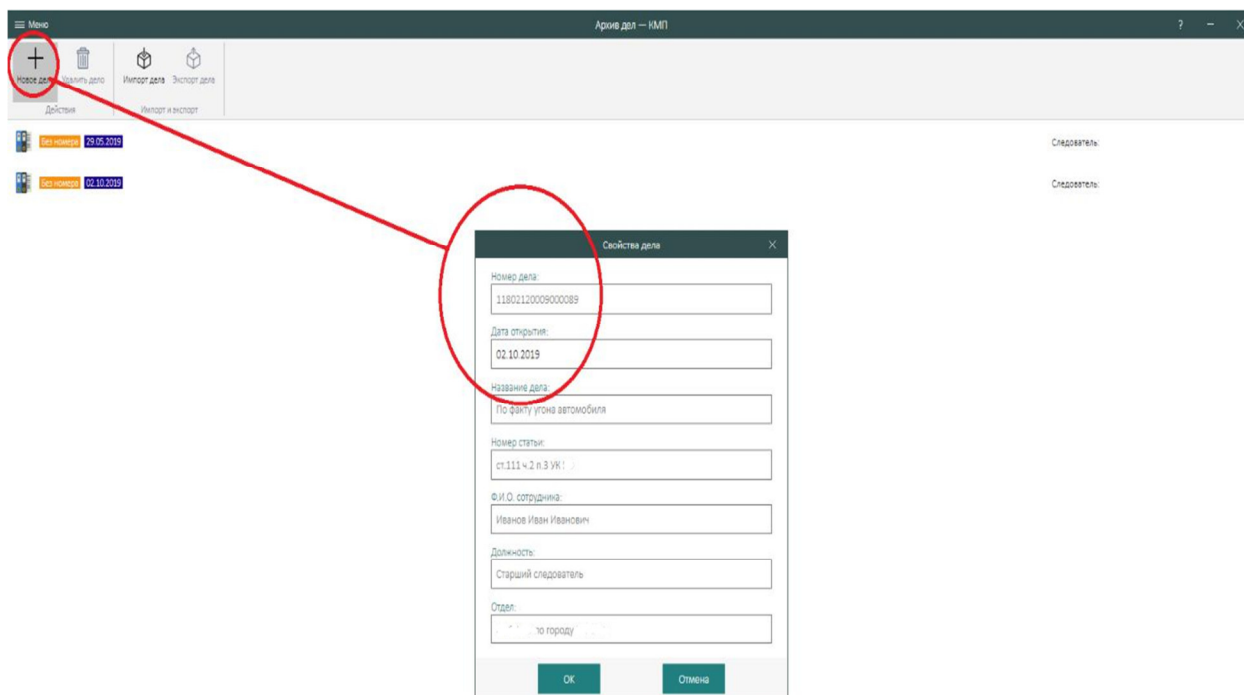 Меню
Архив дел — КМП
? — X
Новое дело Удалить дело Импорт дела Экспорт дела
Действия Импорт и экспорт
Без номера 29.05.2019 Следователь:
Без номера 02.10.2019 Следователь:
Свойства дела
Номер дела:
11802120009000089
Дата открытия:
02.10.2019
Название дела:
По факту угона автомобиля
Номер статьи:
ст.111 ч.2 п.3 УК
Ф.И.О. сотрудника:
Иванов Иван Иванович
Должность:
Старший следователь
Отдел:
по городу
ОК Отмена